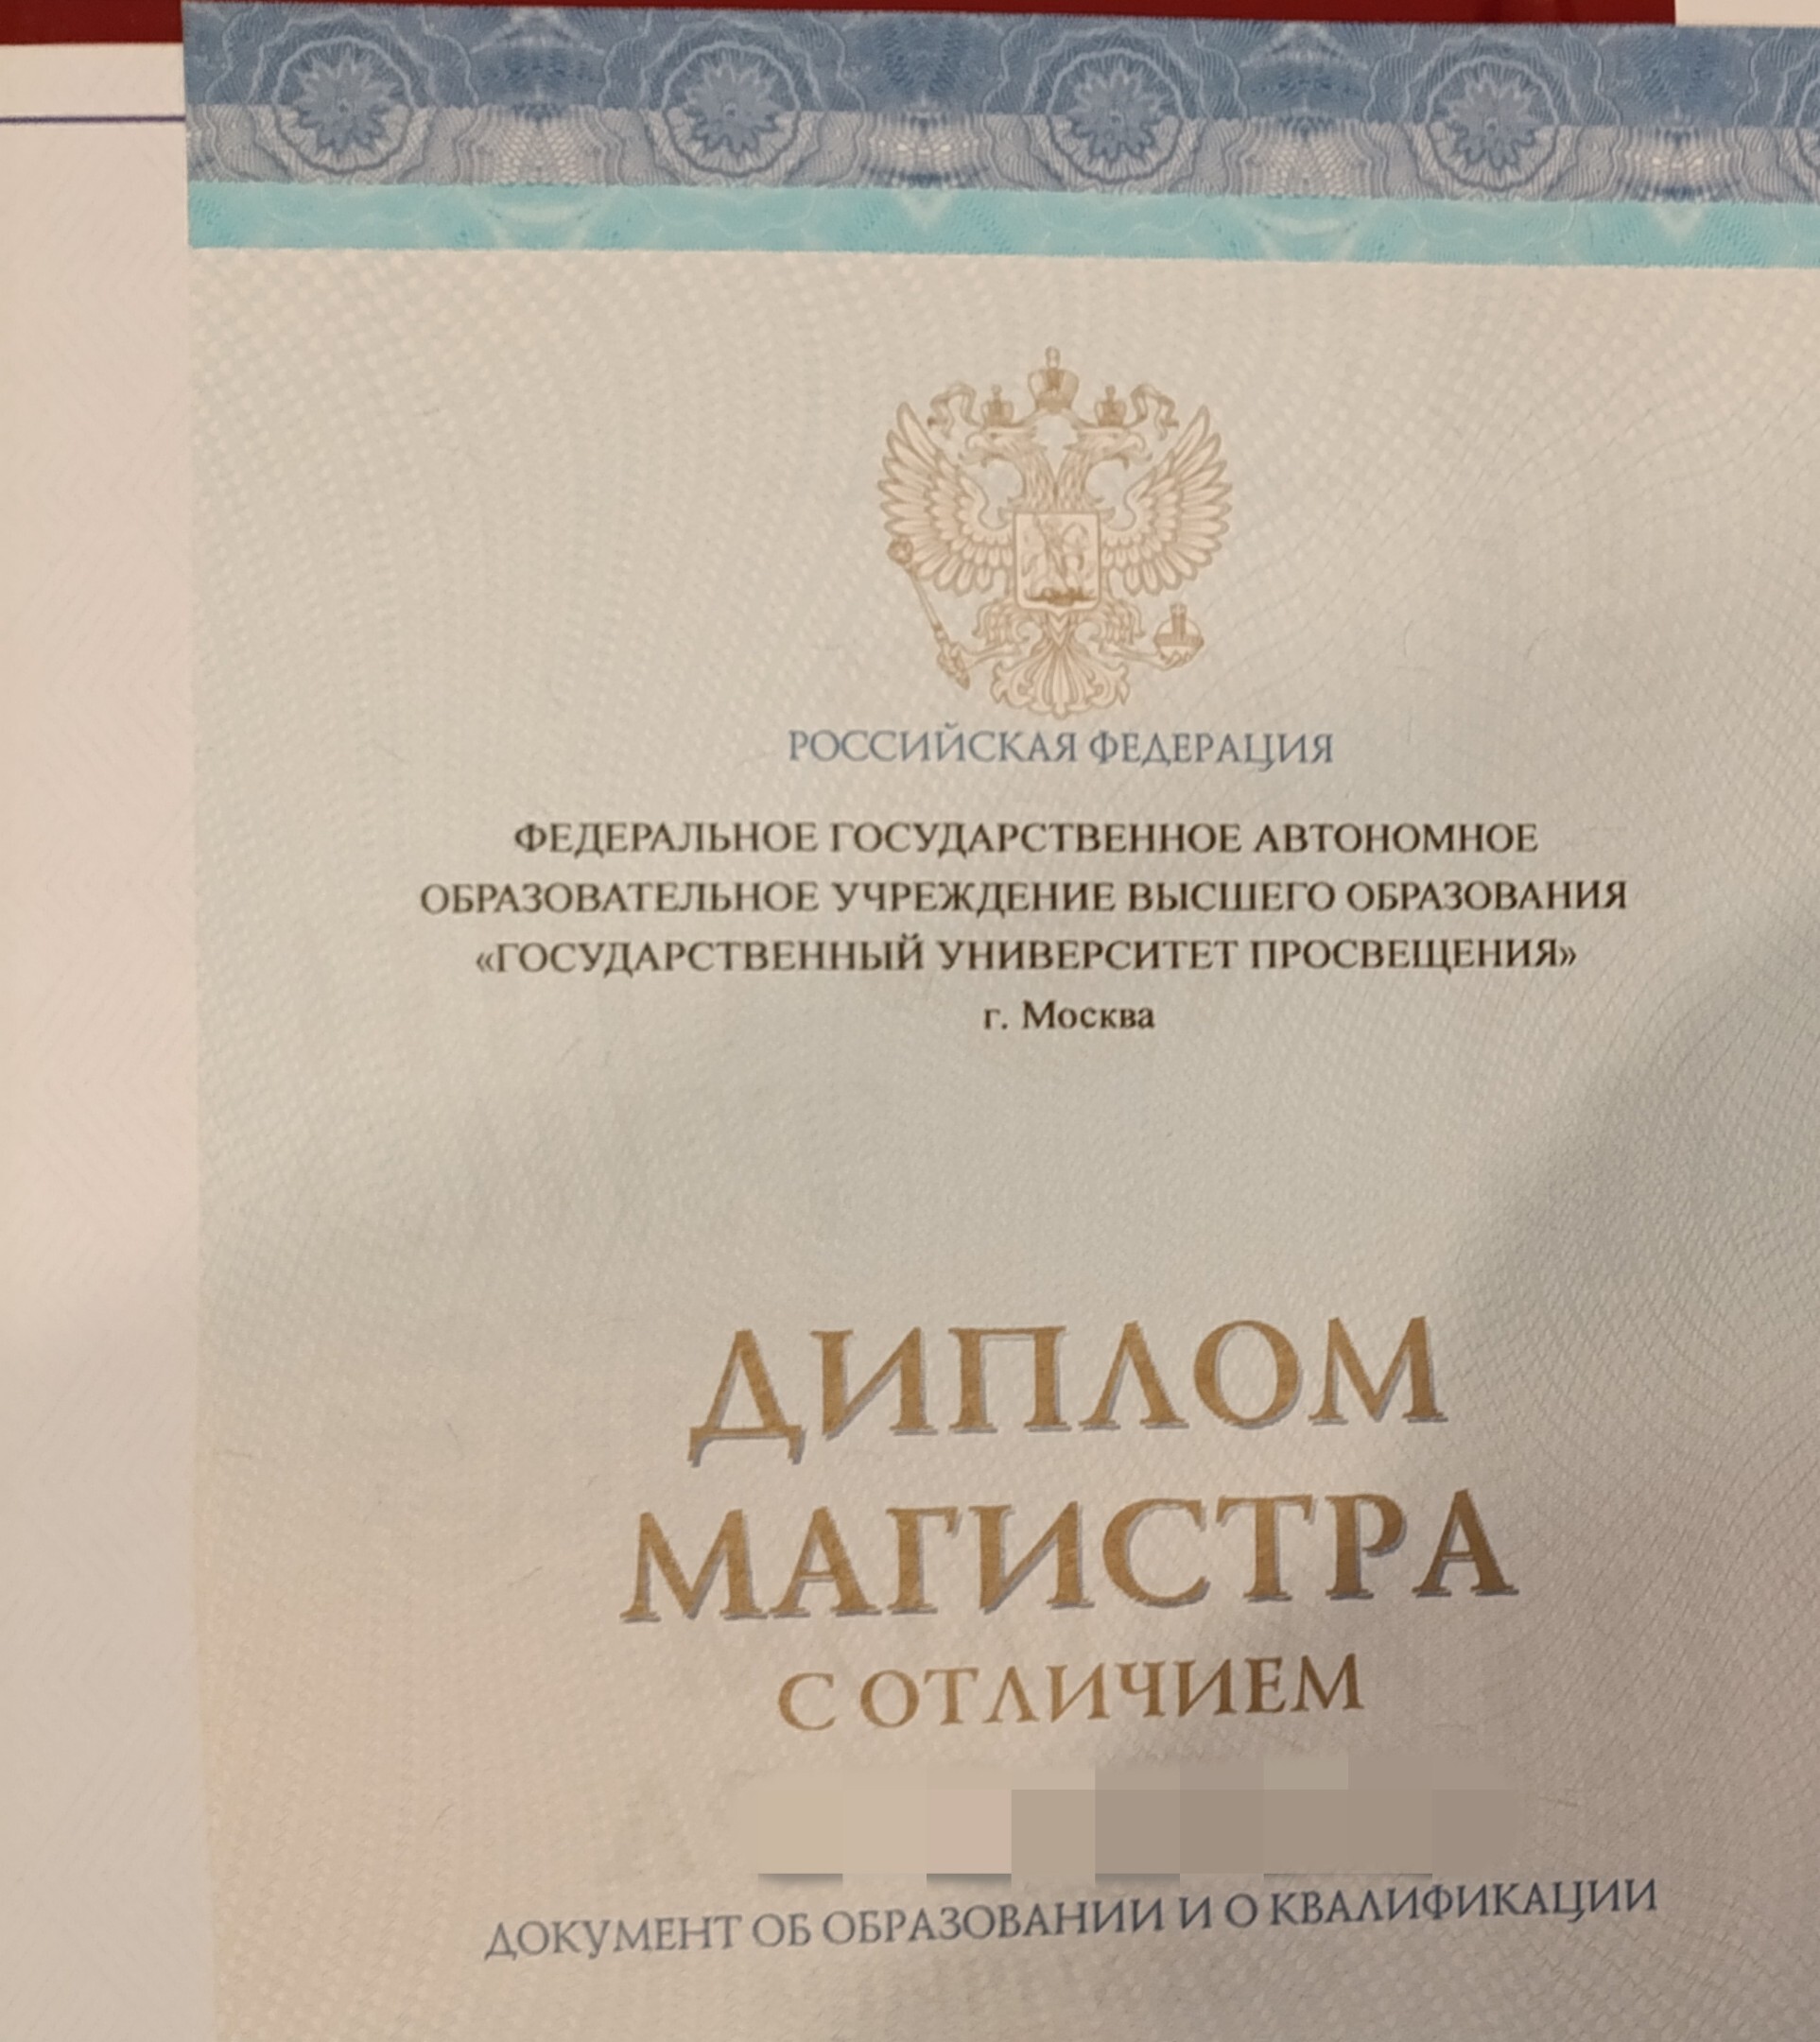 РОССИЙСКАЯ ФЕДЕРАЦИЯ
ФЕДЕРАЛЬНОЕ ГОСУДАРСТВЕННОЕ АВТОНОМНОЕ
ОБРАЗОВАТЕЛЬНОЕ УЧРЕЖДЕНИЕ ВЫСШЕГО ОБРАЗОВАНИЯ
«ГОСУДАРСТВЕННЫЙ УНИВЕРСИТЕТ ПРОСВЕЩЕНИЯ»
г. Москва
ДИПЛОМ
МАГИСТРА
С ОТЛИЧИЕМ
ДОКУМЕНТ ОБ ОБРАЗОВАНИИ И О КВАЛИФИКАЦИИ